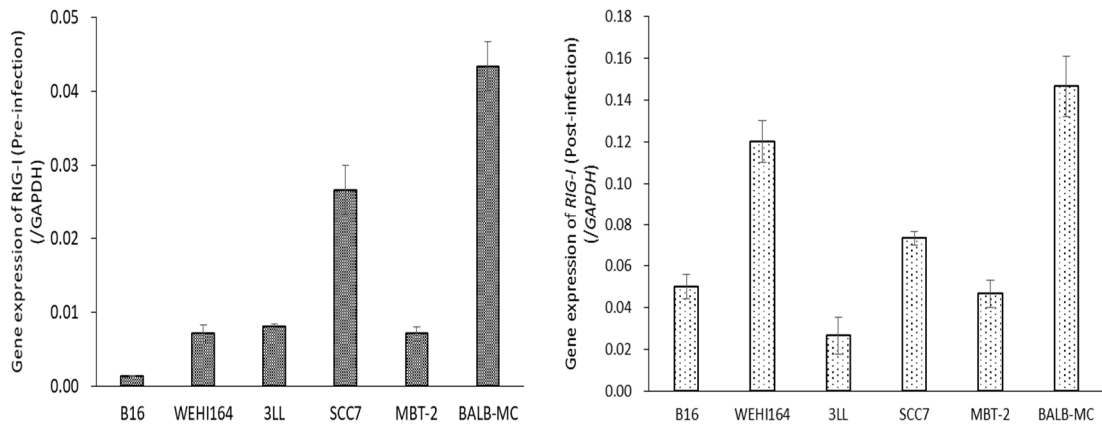 Gene expression of RIG-I (Pre-infection)
(/GAPDH)
0.05
0.04
0.03
0.02
0.01
0.00
B16 WEHI164 3LL SCC7 MBT-2 BALB-MC
Gene expression of RIG-I (Post-infection)
(/GAPDH)
0.18
0.16
0.14
0.12
0.10
0.08
0.06
0.04
0.02
0.00
B16 WEHI164 3LL SCC7 MBT-2 BALB-MC